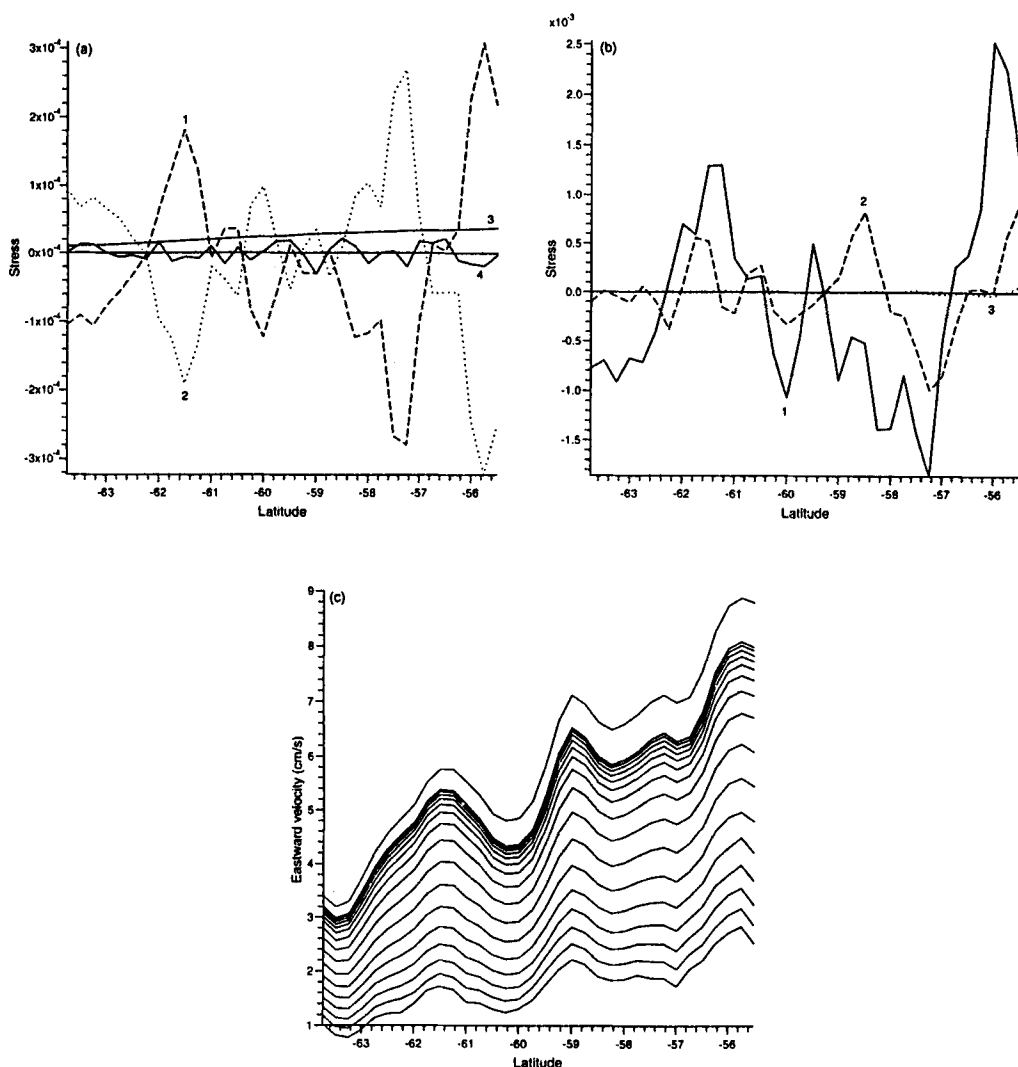 (a)
3x10⁻⁴
2x10⁻⁴
1x10⁻⁴
0x10⁻⁴
-1x10⁻⁴
-2x10⁻⁴
-3x10⁻⁴
Stress
1
2
3
4
-63 -62 -61 -60 -59 -58 -57 -56
Latitude
x10⁻³
(b)
2.5
2.0
1.5
1.0
0.5
0.0
-0.5
-1.0
-1.5
Stress
2
3
1
-63 -62 -61 -60 -59 -58 -57 -56
Latitude
(c)
9
8
7
6
5
4
3
2
1
Eastward velocity (cm/s)
-63 -62 -61 -60 -59 -58 -57 -56
Latitude